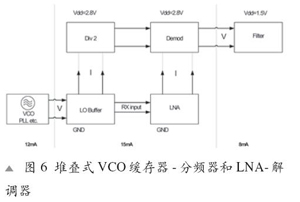 Vdd=2.8V
Vdd=2.8V
Vdd=1.5V
Div 2
Demod
Filter
V
I
I
VCO
PLL, etc.
V
LO Buffer
RX input
LNA
GND
GND
12mA
15mA
8mA
▲ 图 6 堆叠式 VCO 缓存器 - 分频器和 LNA- 解
调器